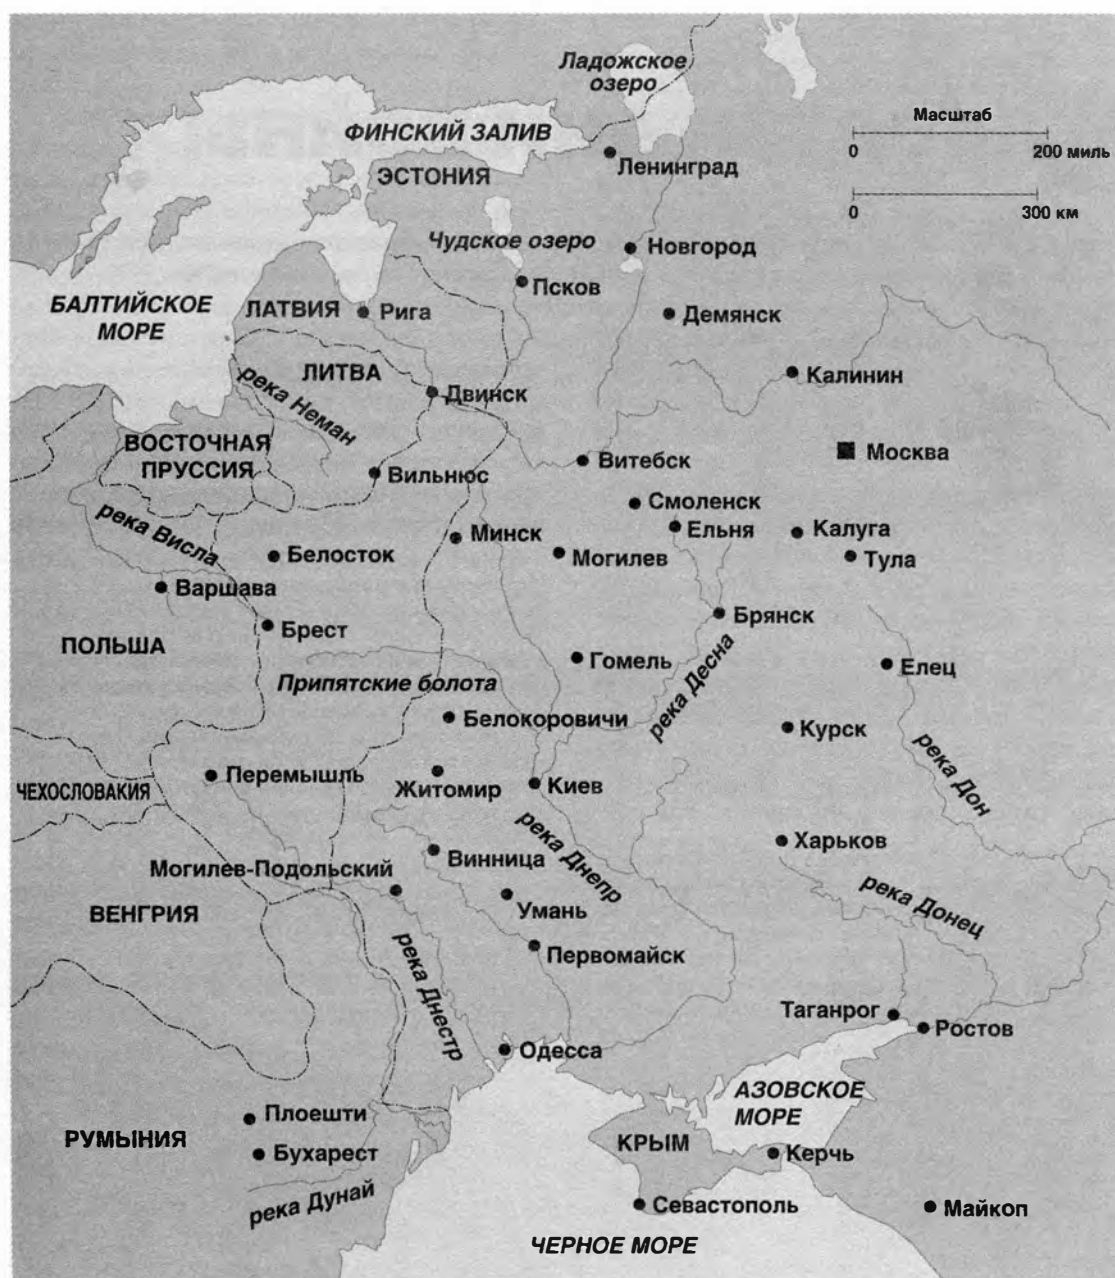 Ладожское
озеро
Масштаб
0 200 миль
0 300 км
ФИНСКИЙ ЗАЛИВ
ЭСТОНИЯ
Ленинград
Чудское озеро
Новгород
Псков
БАЛТИЙСКОЕ
МОРЕ
ЛАТВИЯ
Рига
Демянск
ЛИТВА
река Неман
Двинск
Калинин
ВОСТОЧНАЯ
ПРУССИЯ
Вильнюс
Витебск
Москва
Смоленск
река Висла
Минск
Ельня
Калуга
Белосток
Могилев
Тула
Варшава
Брянск
Брест
ПОЛЬША
Гомель
Елец
река Десна
Припятские болота
Белокоровичи
Курск
Перемышль
ЧЕХОСЛОВАКИЯ
Житомир
Киев
река Дон
река Днепр
Харьков
Могилев-Подольский
Винница
река Донец
ВЕНГРИЯ
Умань
Первомайск
река Днестр
Таганрог
Ростов
Одесса
АЗОВСКОЕ
МОРЕ
Плоешти
РУМЫНИЯ
Бухарест
КРЫМ
Керчь
река Дунай
Севастополь
Майкоп
ЧЕРНОЕ МОРЕ